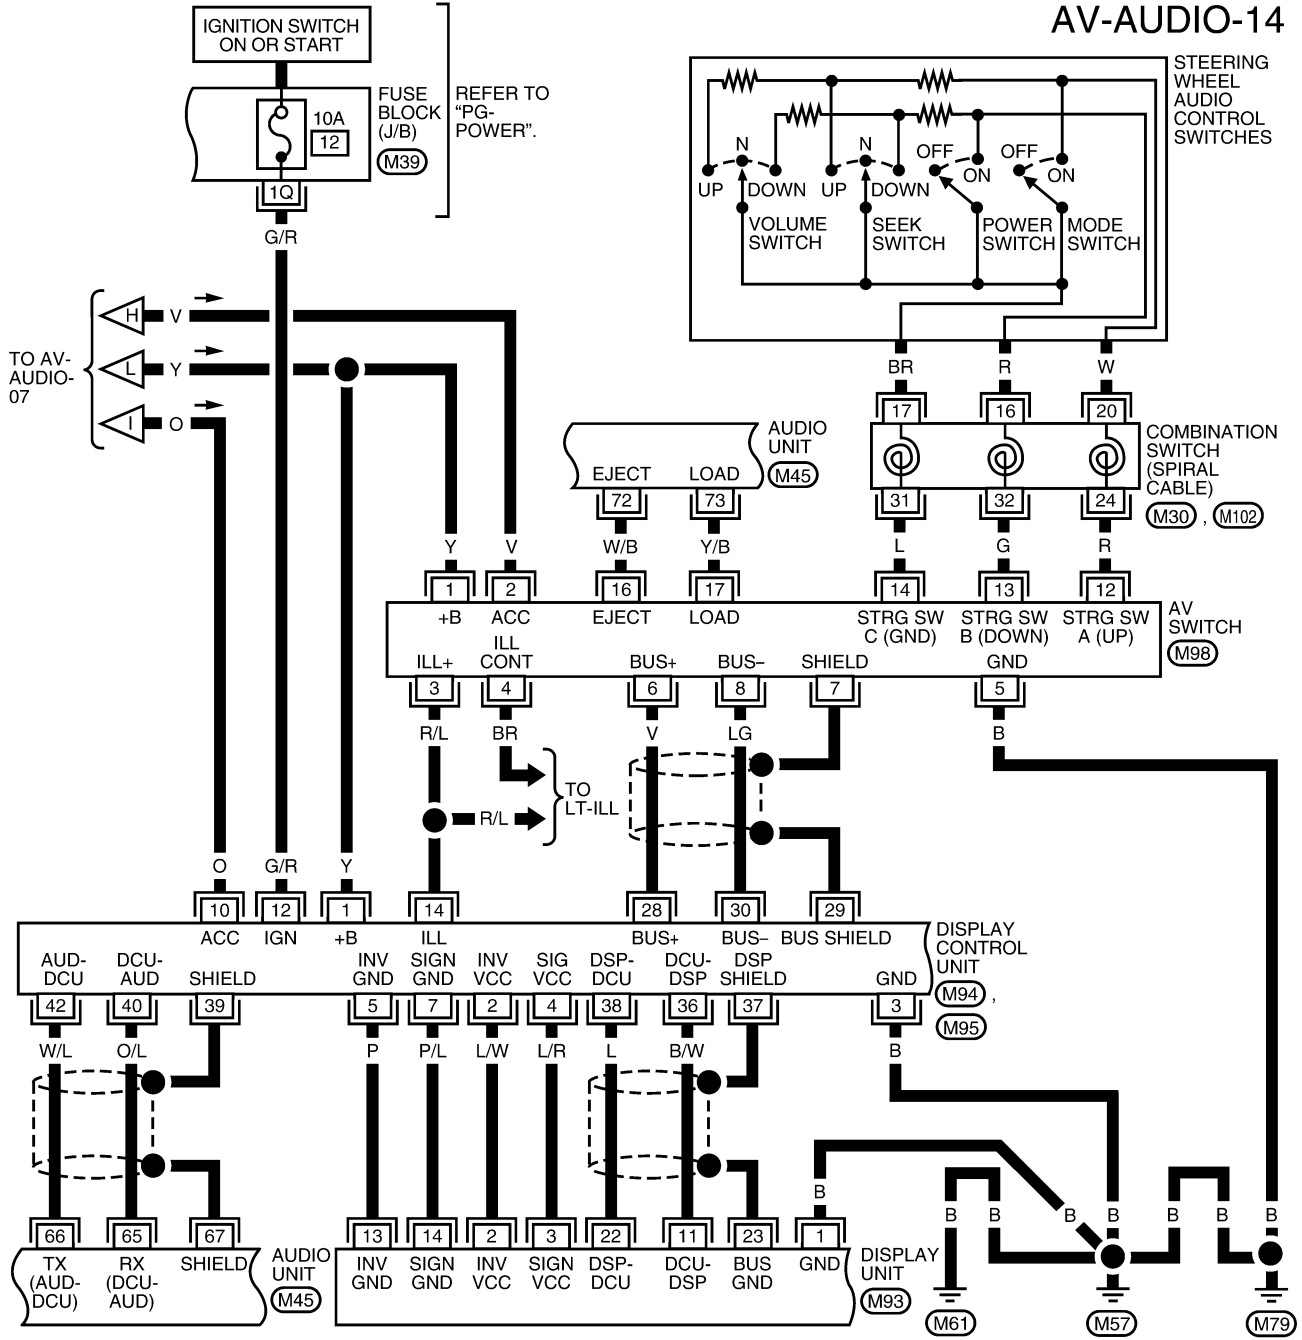 AV-AUDIO-14
IGNITION SWITCH
ON OR START
FUSE
BLOCK
(J/B)
M39
10A
12
1Q
G/R
REFER TO
“PG-
POWER”.
STEERING
WHEEL
AUDIO
CONTROL
SWITCHES
N
UP
DOWN
VOLUME
SWITCH
N
UP
DOWN
SEEK
SWITCH
OFF
ON
POWER
SWITCH
OFF
ON
MODE
SWITCH
TO AV-
AUDIO-
07
H V
L Y
I O
BR R W
17 16 20
COMBINATION
SWITCH
(SPIRAL
CABLE)
M30 , M102
31 32 24
L G R
14 13 12
AUDIO
UNIT
M45
EJECT LOAD
72 73
W/B Y/B
16 17
Y V
1 2
+B ACC EJECT LOAD
STRG SW
C (GND)
STRG SW
B (DOWN)
STRG SW
A (UP)
AV
SWITCH
M98
ILL+
ILL
CONT
BUS+ BUS– SHIELD GND
3 4 6 8 7 5
R/L BR V LG B
R/L
TO
LT-ILL
O G/R Y
10 12 1 14 28 30 29
ACC IGN +B ILL BUS+ BUS– BUS SHIELD
DISPLAY
CONTROL
UNIT
M94 ,
M95
AUD-
DCU
DCU-
AUD
SHIELD
INV
GND
SIGN
GND
INV
VCC
SIG
VCC
DSP-
DCU
DCU-
DSP
DSP
SHIELD
GND
42 40 39 5 7 2 4 38 36 37 3
W/L O/L P P/L L/W L/R L B/W B
B
B B B B B B B
66 65 67 13 14 2 3 22 11 23 1
TX
(AUD-
DCU)
RX
(DCU-
AUD)
SHIELD
AUDIO
UNIT
M45
INV
GND
SIGN
GND
INV
VCC
SIGN
VCC
DSP-
DCU
DCU-
DSP
BUS
GND
GND
DISPLAY
UNIT
M93
M61 M57 M79